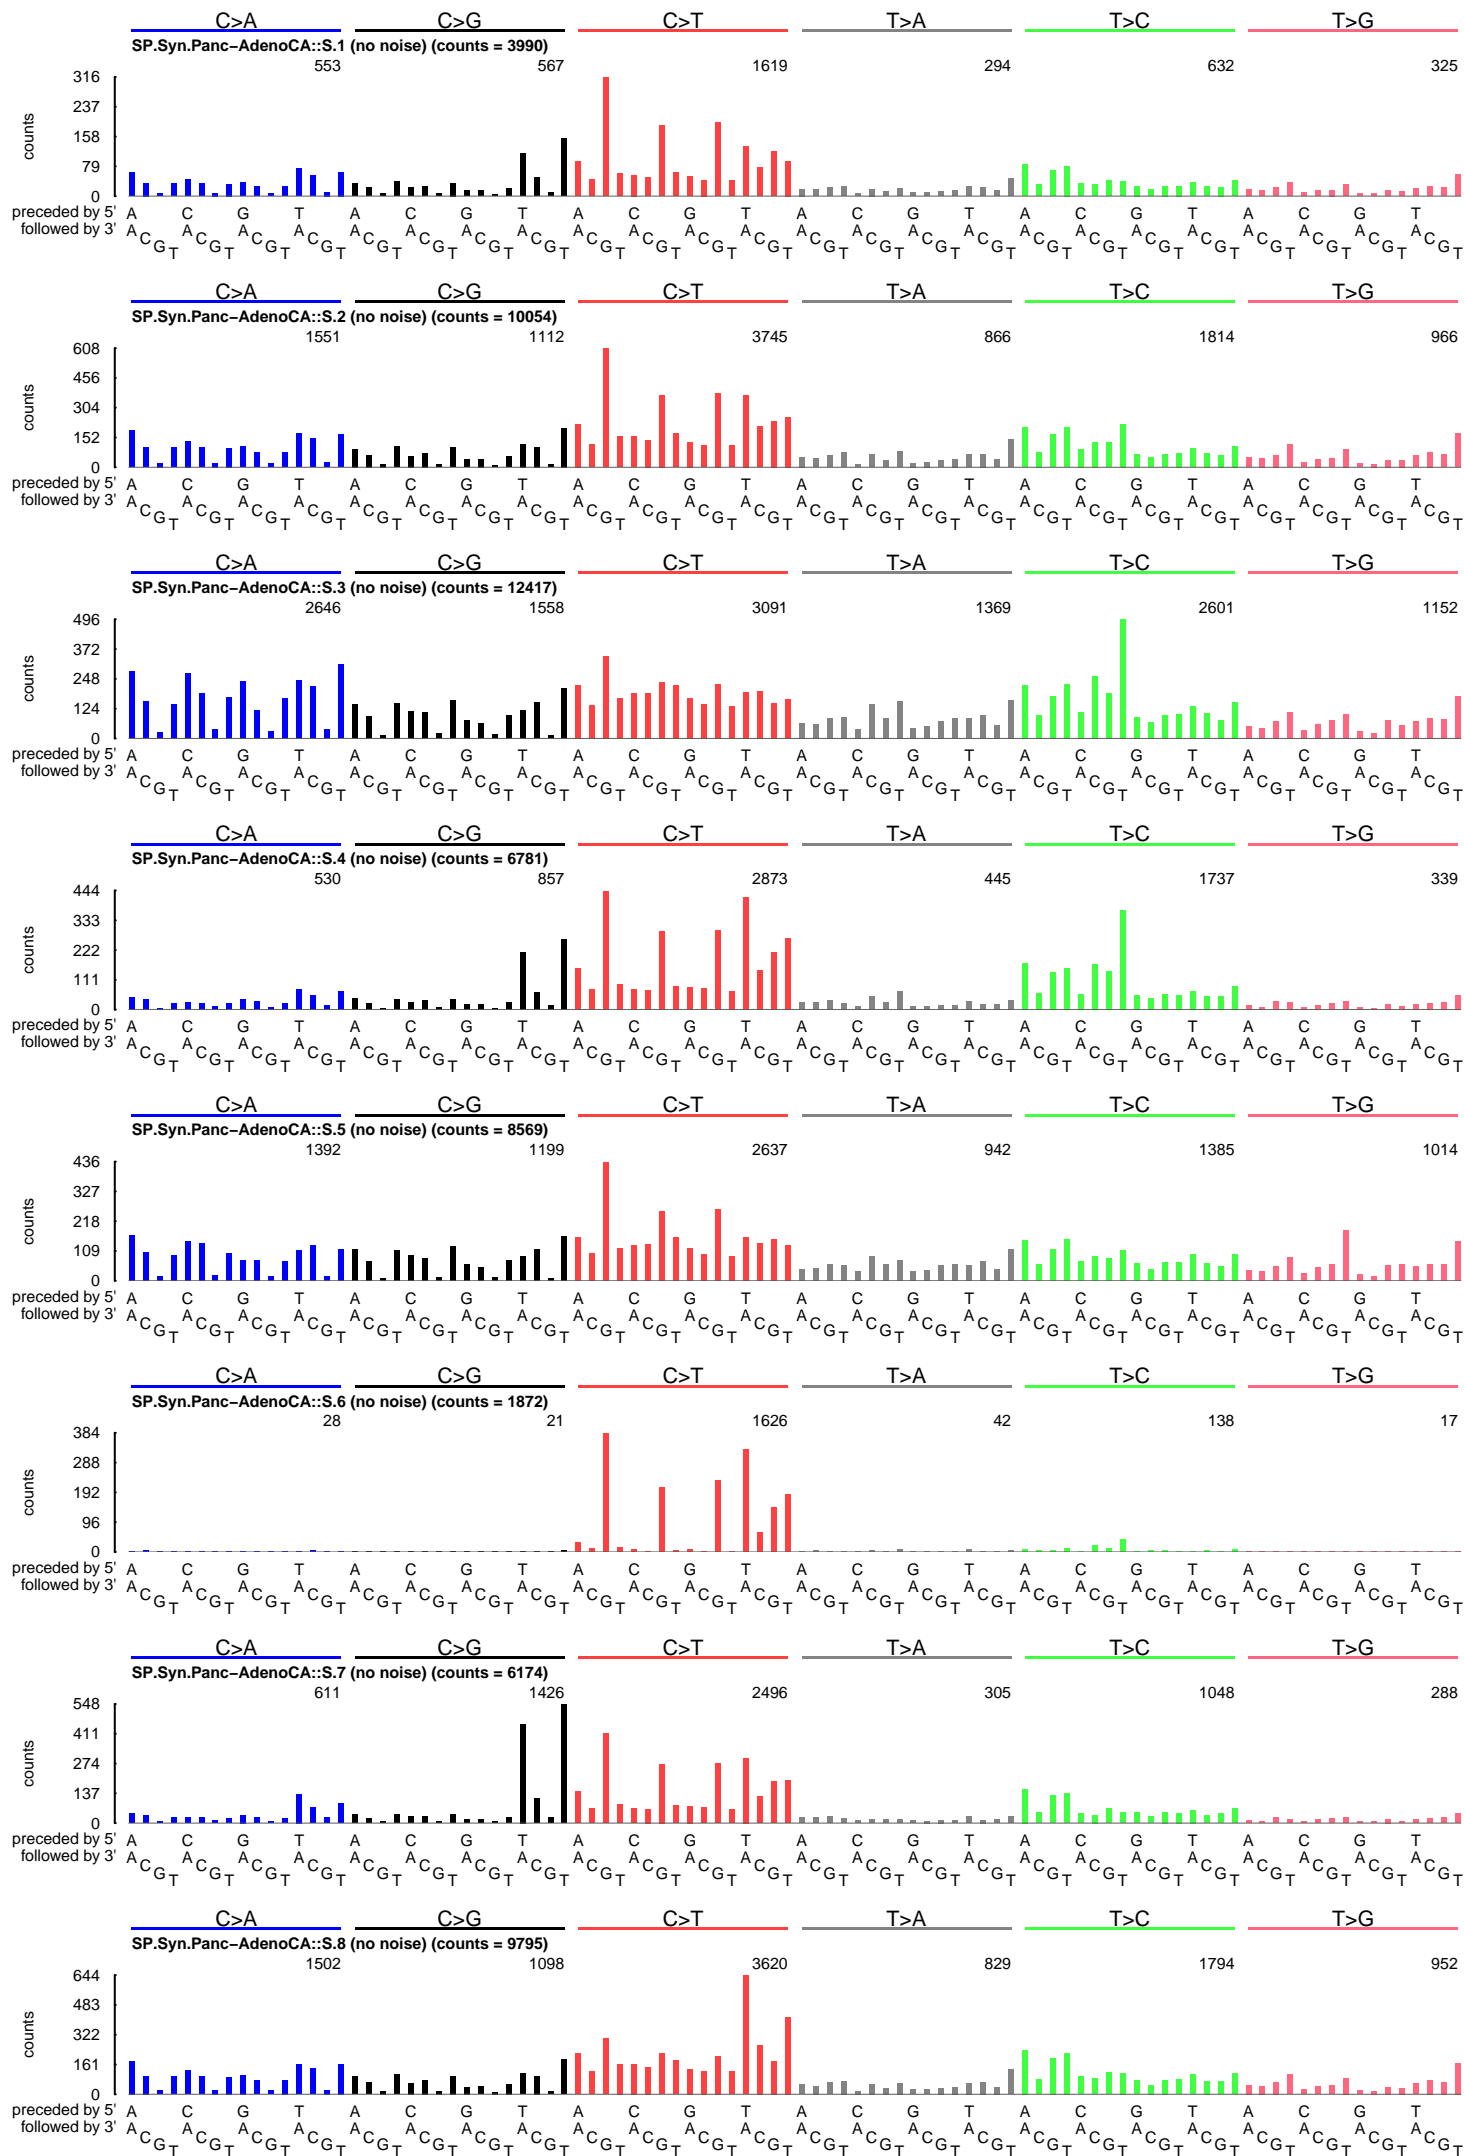 C>A C>G C>T T>A T>C T>G
SP.Syn.Panc−AdenoCA::S.1 (no noise) (counts = 3990)
553 567 1619 294 632 325
316
237
158
79
0
counts
preceded by 5' A C G T A C G T A C G T A C G T A C G T A C G T
followed by 3' A C G T A C G T A C G T A C G T A C G T A C G T A C G T A C G T A C G T A C G T A C G T A C G T A C G T A C G T A C G T A C G T A C G T A C G T A C G T A C G T A C G T A C G T A C G T A C G T
C>A C>G C>T T>A T>C T>G
SP.Syn.Panc−AdenoCA::S.2 (no noise) (counts = 10054)
1551 1112 3745 866 1814 966
608
456
304
152
0
counts
preceded by 5' A C G T A C G T A C G T A C G T A C G T A C G T
followed by 3' A C G T A C G T A C G T A C G T A C G T A C G T A C G T A C G T A C G T A C G T A C G T A C G T A C G T A C G T A C G T A C G T A C G T A C G T A C G T A C G T A C G T A C G T A C G T A C G T
C>A C>G C>T T>A T>C T>G
SP.Syn.Panc−AdenoCA::S.3 (no noise) (counts = 12417)
2646 1558 3091 1369 2601 1152
496
372
248
124
0
counts
preceded by 5' A C G T A C G T A C G T A C G T A C G T A C G T
followed by 3' A C G T A C G T A C G T A C G T A C G T A C G T A C G T A C G T A C G T A C G T A C G T A C G T A C G T A C G T A C G T A C G T A C G T A C G T A C G T A C G T A C G T A C G T A C G T A C G T
C>A C>G C>T T>A T>C T>G
SP.Syn.Panc−AdenoCA::S.4 (no noise) (counts = 6781)
530 857 2873 445 1737 339
444
333
222
111
0
counts
preceded by 5' A C G T A C G T A C G T A C G T A C G T A C G T
followed by 3' A C G T A C G T A C G T A C G T A C G T A C G T A C G T A C G T A C G T A C G T A C G T A C G T A C G T A C G T A C G T A C G T A C G T A C G T A C G T A C G T A C G T A C G T A C G T A C G T
C>A C>G C>T T>A T>C T>G
SP.Syn.Panc−AdenoCA::S.5 (no noise) (counts = 8569)
1392 1199 2637 942 1385 1014
436
327
218
109
0
counts
preceded by 5' A C G T A C G T A C G T A C G T A C G T A C G T
followed by 3' A C G T A C G T A C G T A C G T A C G T A C G T A C G T A C G T A C G T A C G T A C G T A C G T A C G T A C G T A C G T A C G T A C G T A C G T A C G T A C G T A C G T A C G T A C G T A C G T
C>A C>G C>T T>A T>C T>G
SP.Syn.Panc−AdenoCA::S.6 (no noise) (counts = 1872)
28 21 1626 42 138 17
384
288
192
96
0
counts
preceded by 5' A C G T A C G T A C G T A C G T A C G T A C G T
followed by 3' A C G T A C G T A C G T A C G T A C G T A C G T A C G T A C G T A C G T A C G T A C G T A C G T A C G T A C G T A C G T A C G T A C G T A C G T A C G T A C G T A C G T A C G T A C G T A C G T
C>A C>G C>T T>A T>C T>G
SP.Syn.Panc−AdenoCA::S.7 (no noise) (counts = 6174)
611 1426 2496 305 1048 288
548
411
274
137
0
counts
preceded by 5' A C G T A C G T A C G T A C G T A C G T A C G T
followed by 3' A C G T A C G T A C G T A C G T A C G T A C G T A C G T A C G T A C G T A C G T A C G T A C G T A C G T A C G T A C G T A C G T A C G T A C G T A C G T A C G T A C G T A C G T A C G T A C G T
C>A C>G C>T T>A T>C T>G
SP.Syn.Panc−AdenoCA::S.8 (no noise) (counts = 9795)
1502 1098 3620 829 1794 952
644
483
322
161
0
counts
preceded by 5' A C G T A C G T A C G T A C G T A C G T A C G T
followed by 3' A C G T A C G T A C G T A C G T A C G T A C G T A C G T A C G T A C G T A C G T A C G T A C G T A C G T A C G T A C G T A C G T A C G T A C G T A C G T A C G T A C G T A C G T A C G T A C G T